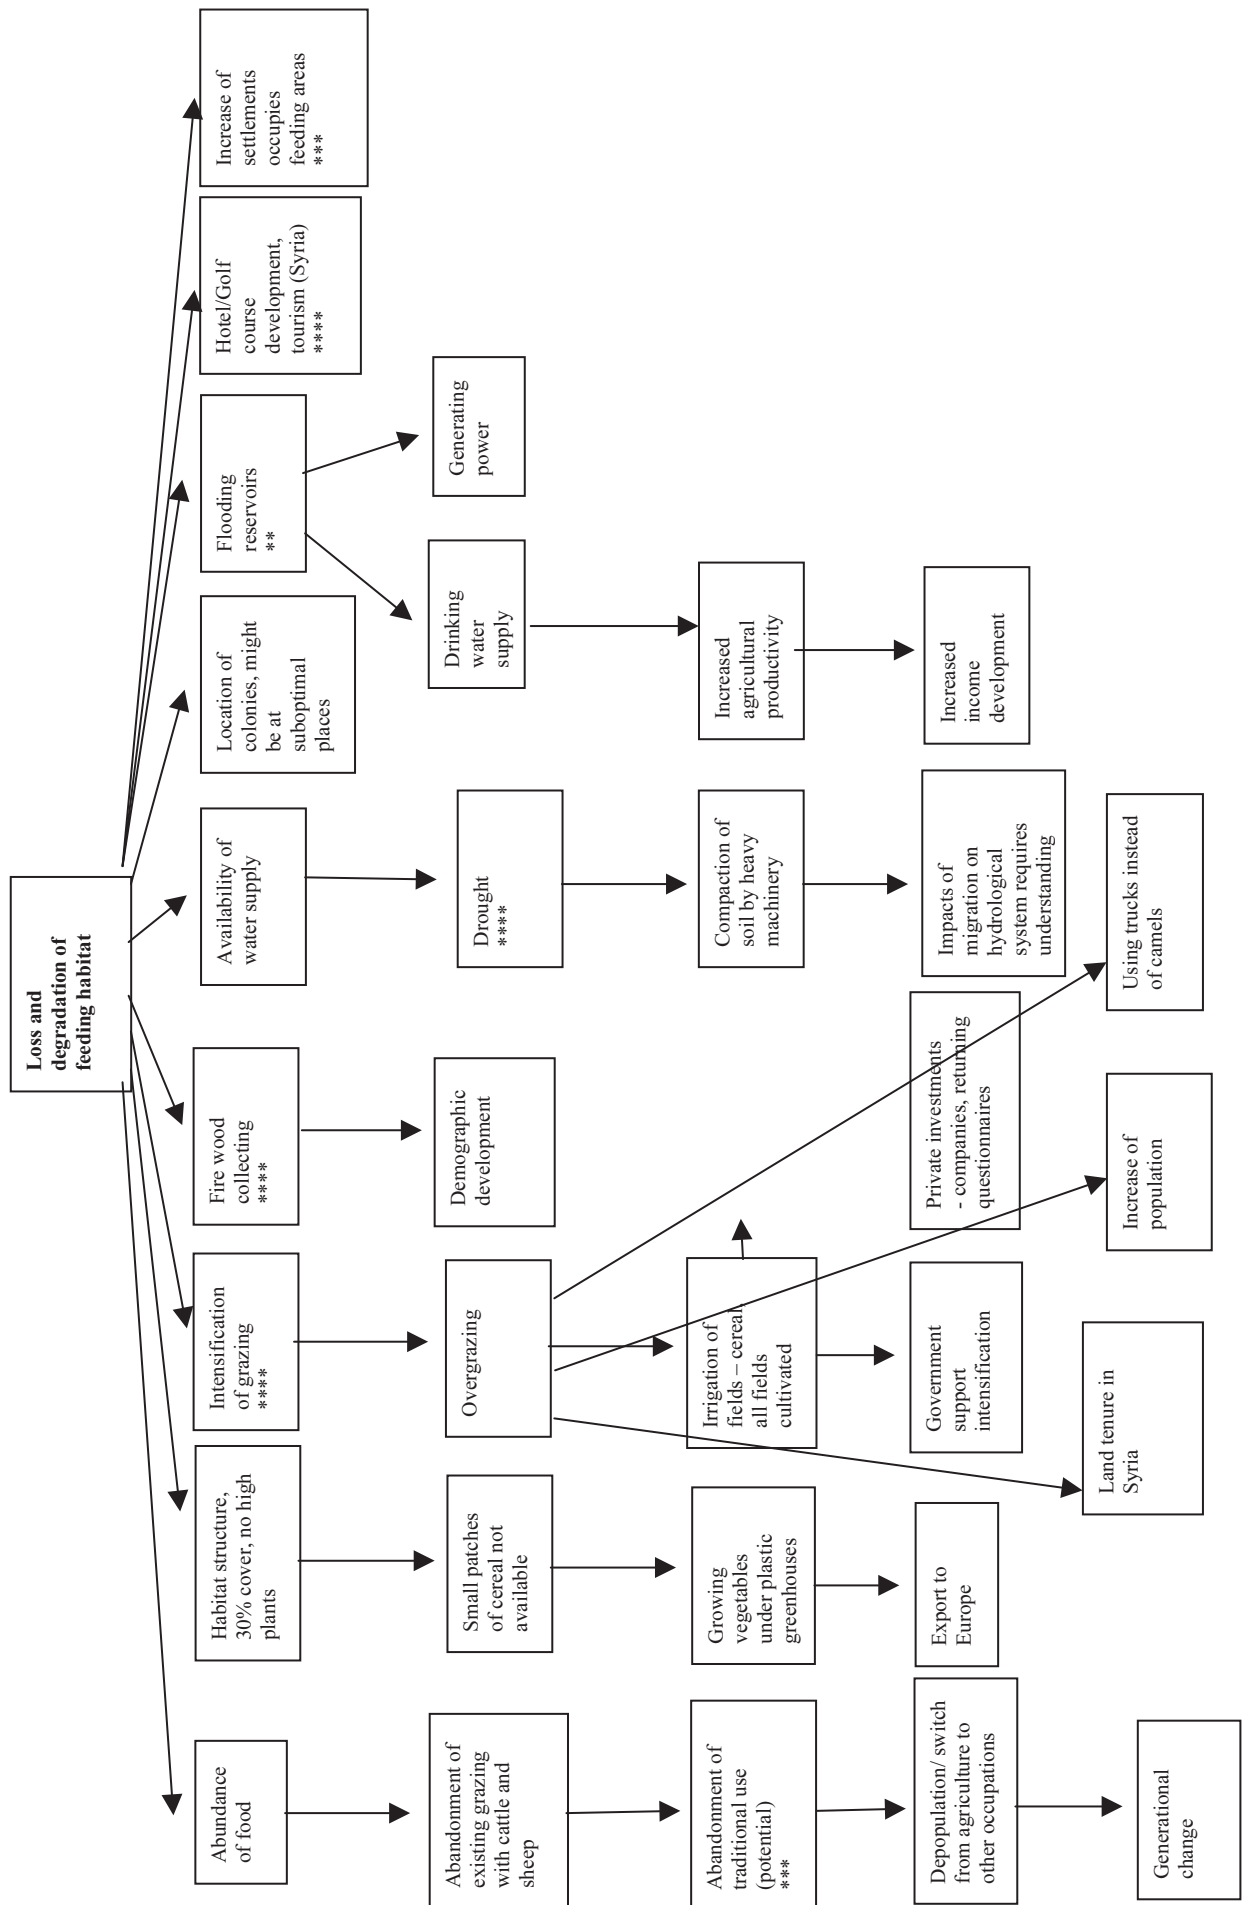 Loss and
degradation of
feeding habitat
Abundance
of food
Habitat structure,
30% cover, no high
plants
Intensification
of grazing
****
Fire wood
collecting
****
Availability of
water supply
Location of
colonies, might
be at
suboptimal
places
Flooding
reservoirs
**
Hotel/Golf
course
development,
tourism (Syria)
****
Increase of
settlements
occupies
feeding areas
***
Abandonment of
existing grazing
with cattle and
sheep
Small patches
of cereal not
available
Overgrazing
Demographic
development
Drought
****
Drinking
water
supply
Generating
power
Abandonment of
traditional use
(potential)
***
Growing
vegetables
under plastic
greenhouses
Irrigation of
fields – cereal,
all fields
cultivated
Compaction of
soil by heavy
machinery
Increased
agricultural
productivity
Depopulation/ switch
from agriculture to
other occupations
Export to
Europe
Government
support
intensification
Private investments
- companies, returning
questionnaires
Impacts of
migration on
hydrological
system requires
understanding
Increased
income
development
Generational
change
Land tenure in
Syria
Increase of
population
Using trucks instead
of camels